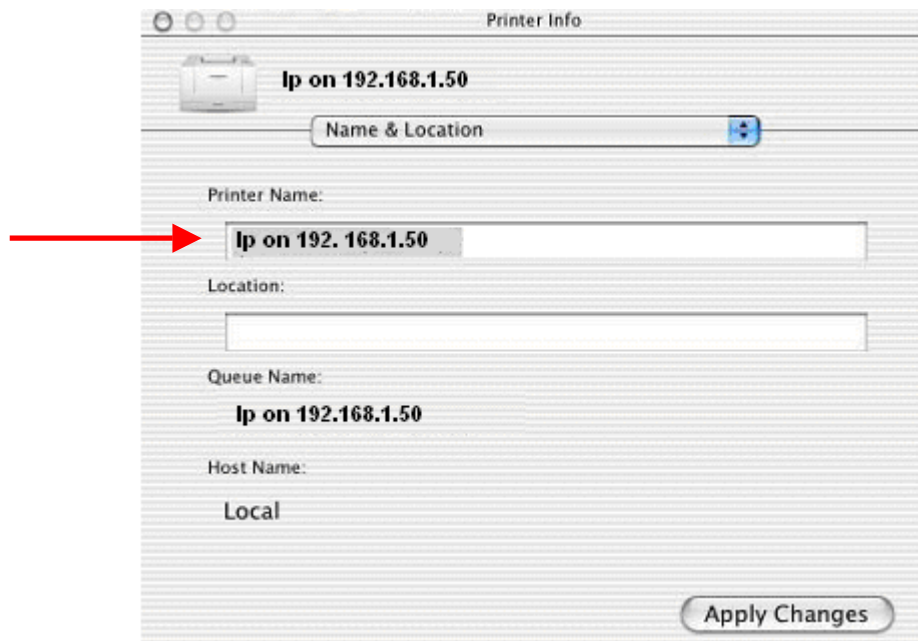 Printer Info
lp on 192.168.1.50
Name & Location
Printer Name:
lp on 192. 168.1.50
Location:
Queue Name:
lp on 192.168.1.50
Host Name:
Local
Apply Changes